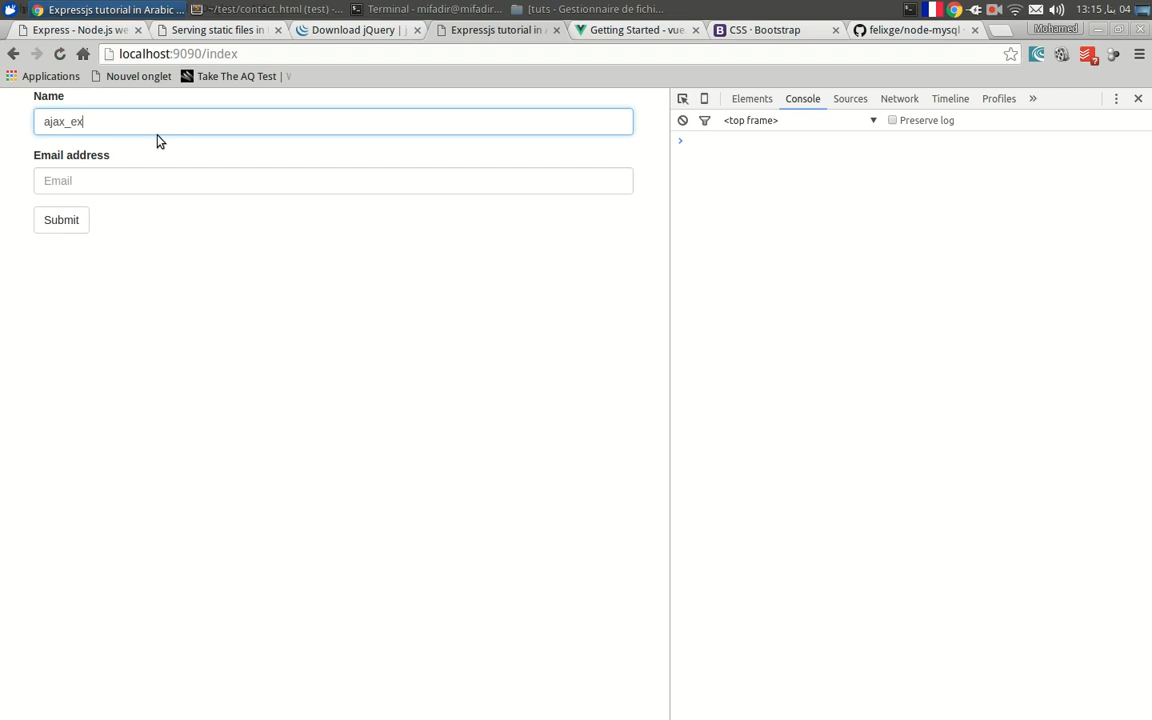 Expressjs tutorial in Arabic ...
~/test/contact.html (test) -...
Terminal - mifadir@mifadir...
[tuts - Gestionnaire de fichi...
13:15 ,04
Express - Node.js we
Serving static files in
Download jQuery | j
Expressjs tutorial in
Getting Started - vue.
CSS · Bootstrap
felixge/node-mysql
Mohamed
localhost:9090/index
Applications
Nouvel onglet
Take The AQ Test |
Name
ajax_ex
Email address
Email
Submit
Elements
Console
Sources
Network
Timeline
Profiles
»
<top frame>
Preserve log